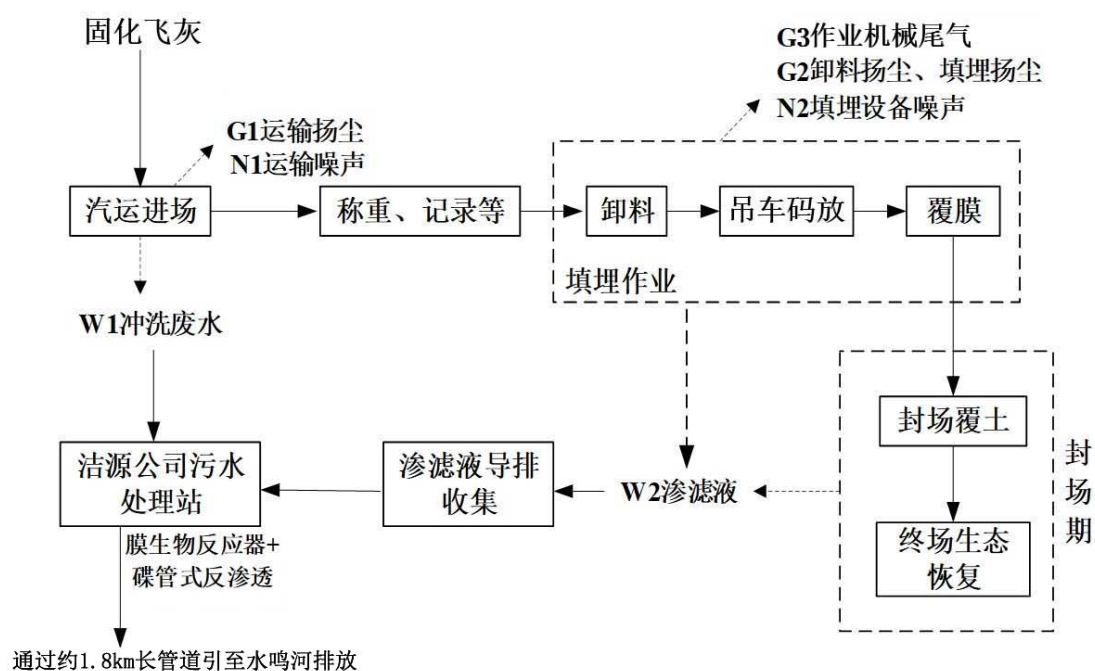 固化飞灰
G3作业机械尾气
G2卸料扬尘、填埋扬尘
N2填埋设备噪声
G1运输扬尘
N1运输噪声
汽运进场
称重、记录等
卸料
吊车码放
覆膜
填埋作业
W1冲洗废水
封场覆土
洁源公司污水
处理站
渗滤液导排
收集
W2渗滤液
封场期
终场生态
恢复
膜生物反应器+
碟管式反渗透
通过约1.8km长管道引至水鸣河排放